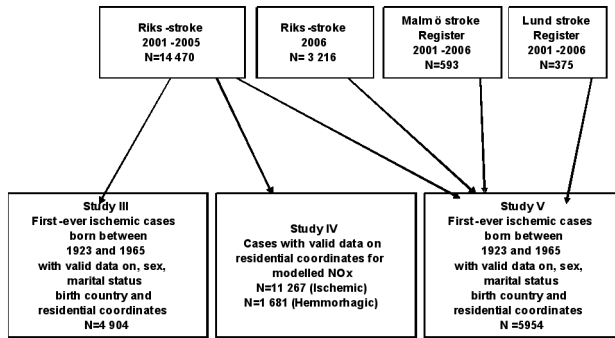 Riks-stroke
2001-2005
N=14 470
Riks-stroke
2006
N= 3 216
Malmö stroke
Register
2001-2006
N=593
Lund stroke
Register
2001-2006
N=375
Study III
First-ever ischemic cases
born between
1923 and 1965
with valid data on, sex,
marital status
birth country and
residential coordinates
N=4 904
Study IV
Cases with valid data on
residential coordinates for
modelled NOx
N=11 267 (Ischemic)
N=1 681 (Hemmorhagic)
Study V
First-ever ischemic cases
born between
1923 and 1965
with valid data on, sex,
marital status
birth country and
residential coordinates
N =5954